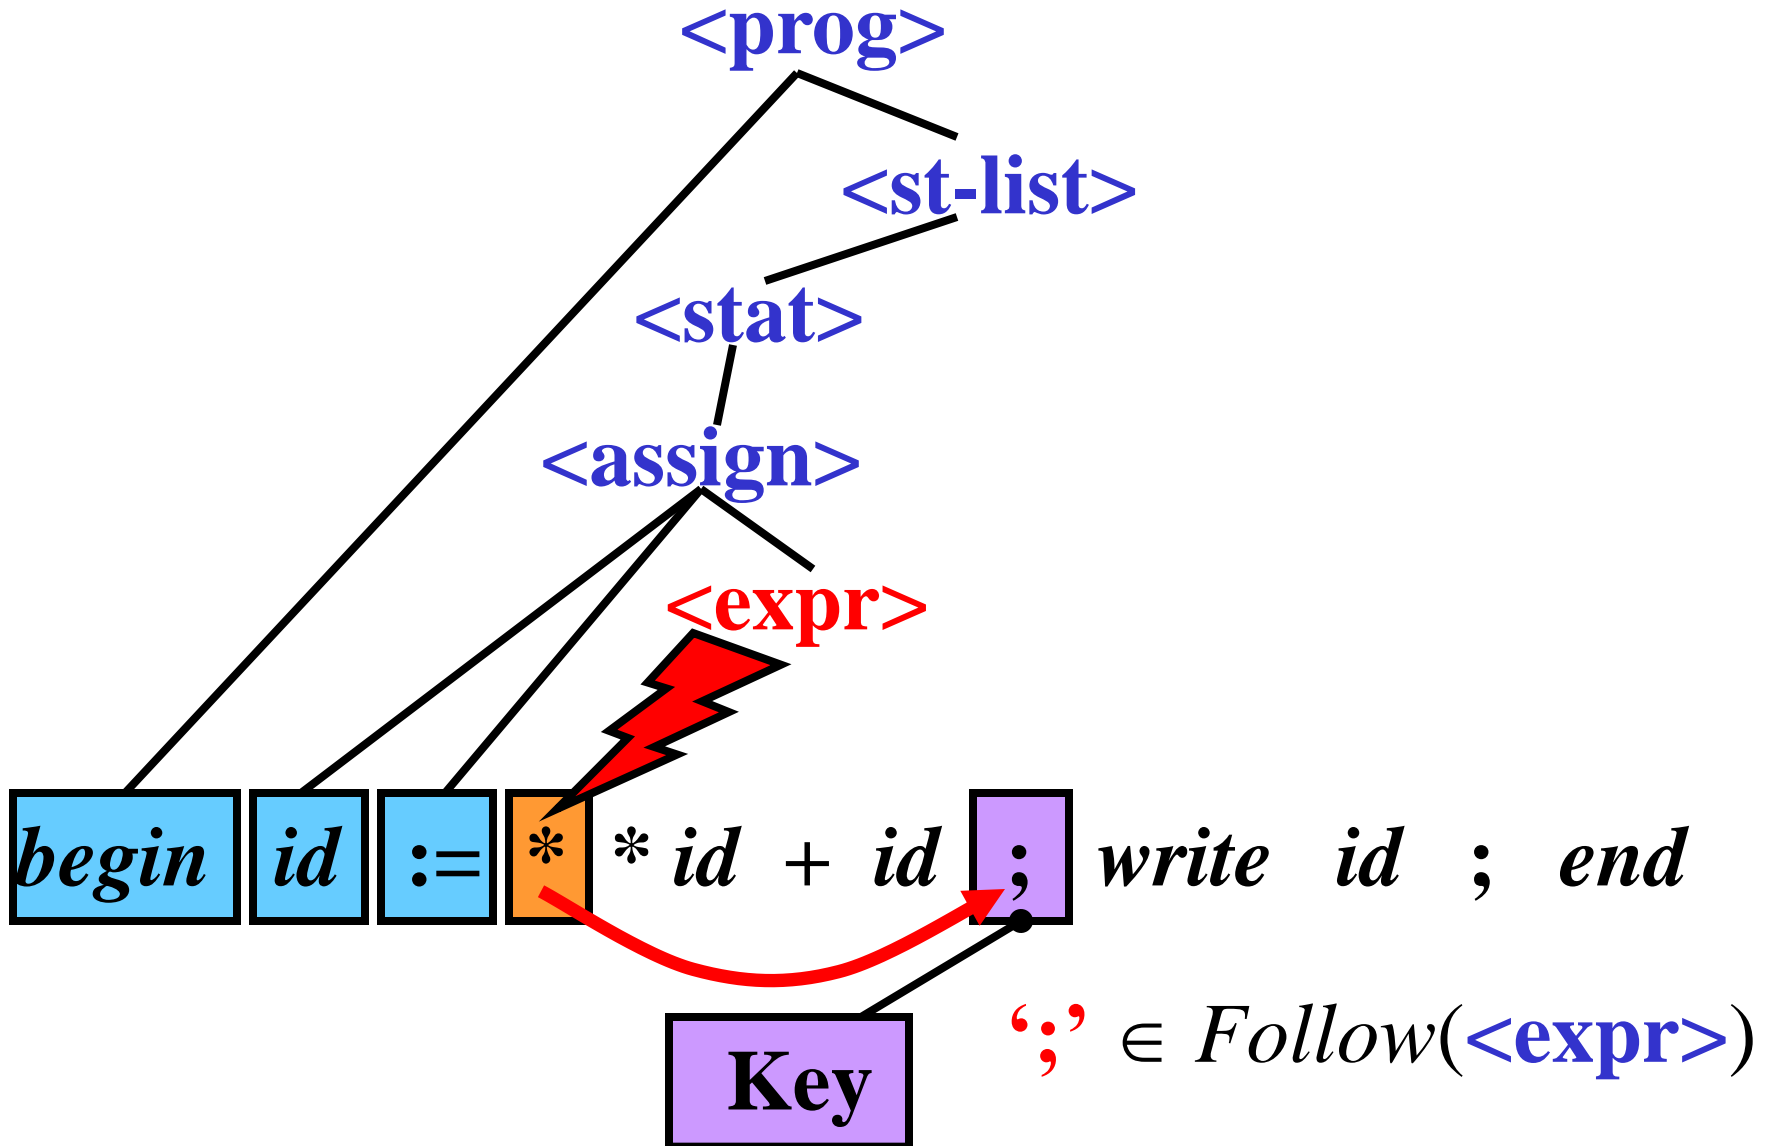 <prog>
<st-list>
<stat>
<assign>
<expr>
begin id := * * id + id ; write id ; end
‘;’ ∈ Follow(<expr>)
Key